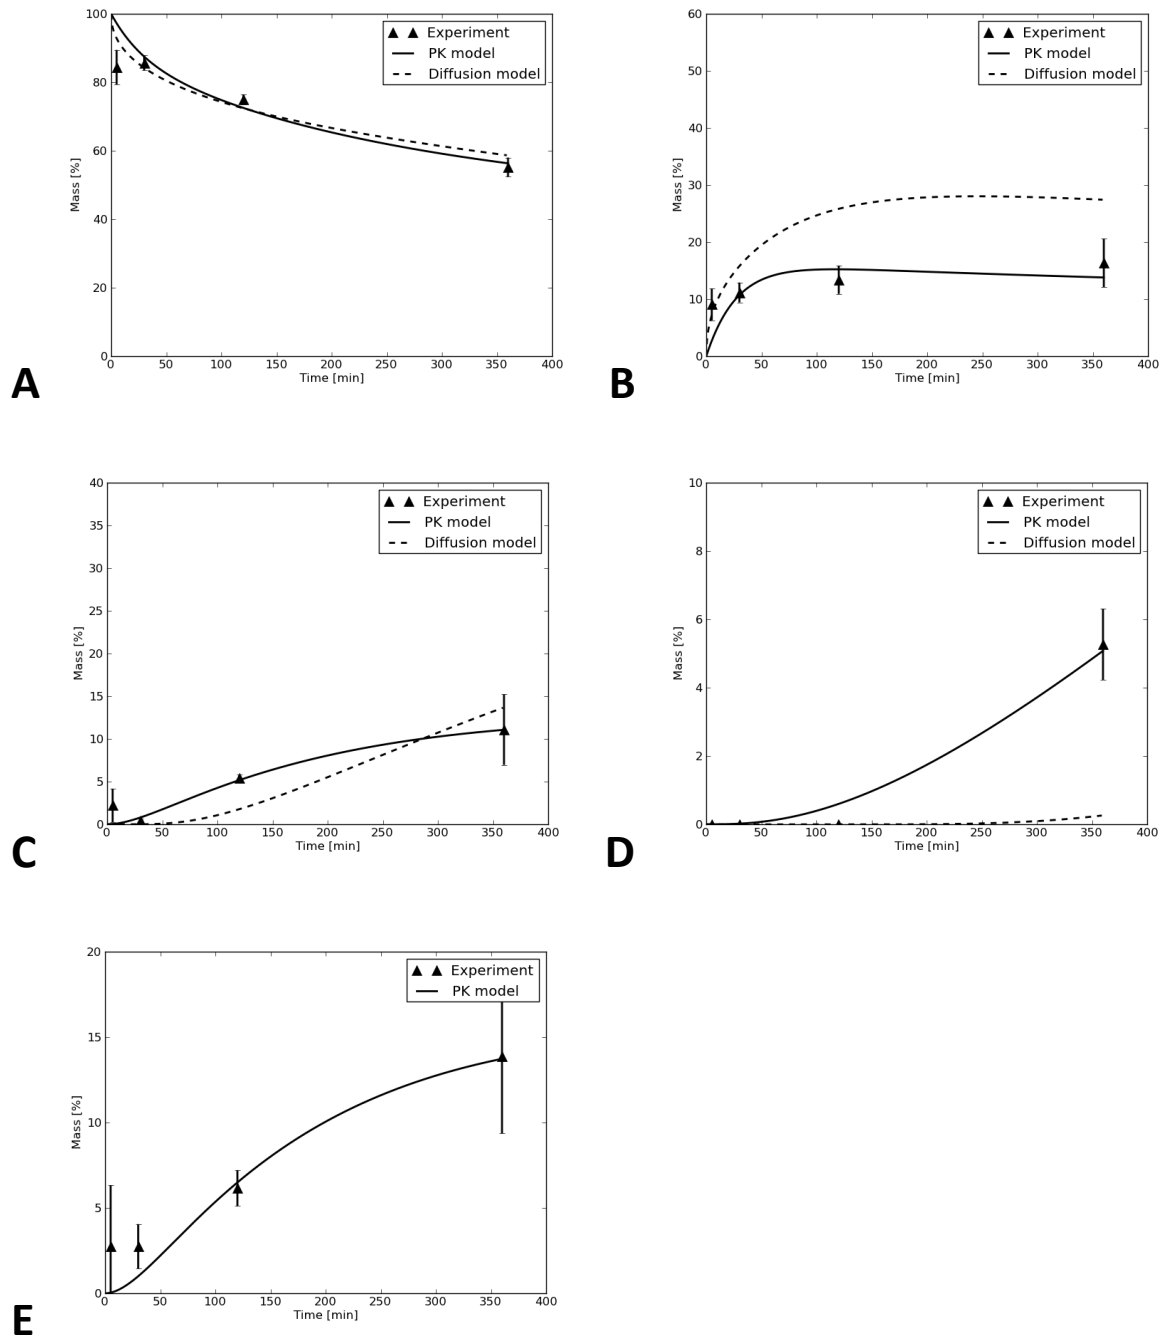 100
80
60
40
20
0
Mass [%]
0 50 100 150 200 250 300 350 400
Time [min]
Experiment
PK model
Diffusion model
A
60
50
40
30
20
10
0
Mass [%]
0 50 100 150 200 250 300 350 400
Time [min]
Experiment
PK model
Diffusion model
B
40
35
30
25
20
15
10
5
0
Mass [%]
0 50 100 150 200 250 300 350 400
Time [min]
Experiment
PK model
Diffusion model
C
10
8
6
4
2
0
Mass [%]
0 50 100 150 200 250 300 350 400
Time [min]
Experiment
PK model
Diffusion model
D
20
15
10
5
0
Mass [%]
0 50 100 150 200 250 300 350 400
Time [min]
Experiment
PK model
E